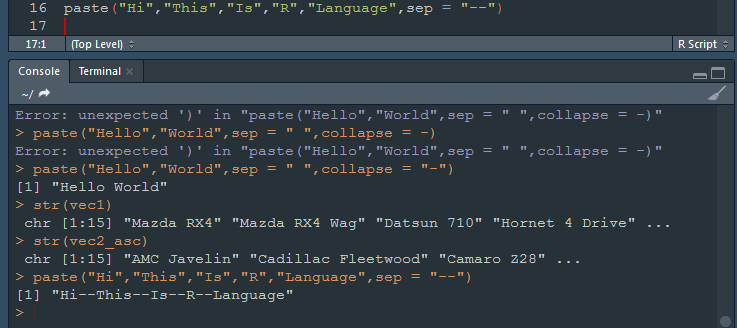 16 paste("Hi","This","Is","R","Language",sep = "--")
17
17:1 (Top Level) R Script
Console Terminal
~/
Error: unexpected ')' in "paste("Hello","World",sep = " ",collapse = -)"
> paste("Hello","World",sep = " ",collapse = -)
Error: unexpected ')' in "paste("Hello","World",sep = " ",collapse = -)"
> paste("Hello","World",sep = " ",collapse = "-")
[1] "Hello World"
> str(vec1)
chr [1:15] "Mazda RX4" "Mazda RX4 Wag" "Datsun 710" "Hornet 4 Drive" ...
> str(vec2_asc)
chr [1:15] "AMC Javelin" "Cadillac Fleetwood" "Camaro Z28" ...
> paste("Hi","This","Is","R","Language",sep = "--")
[1] "Hi--This--Is--R--Language"
>